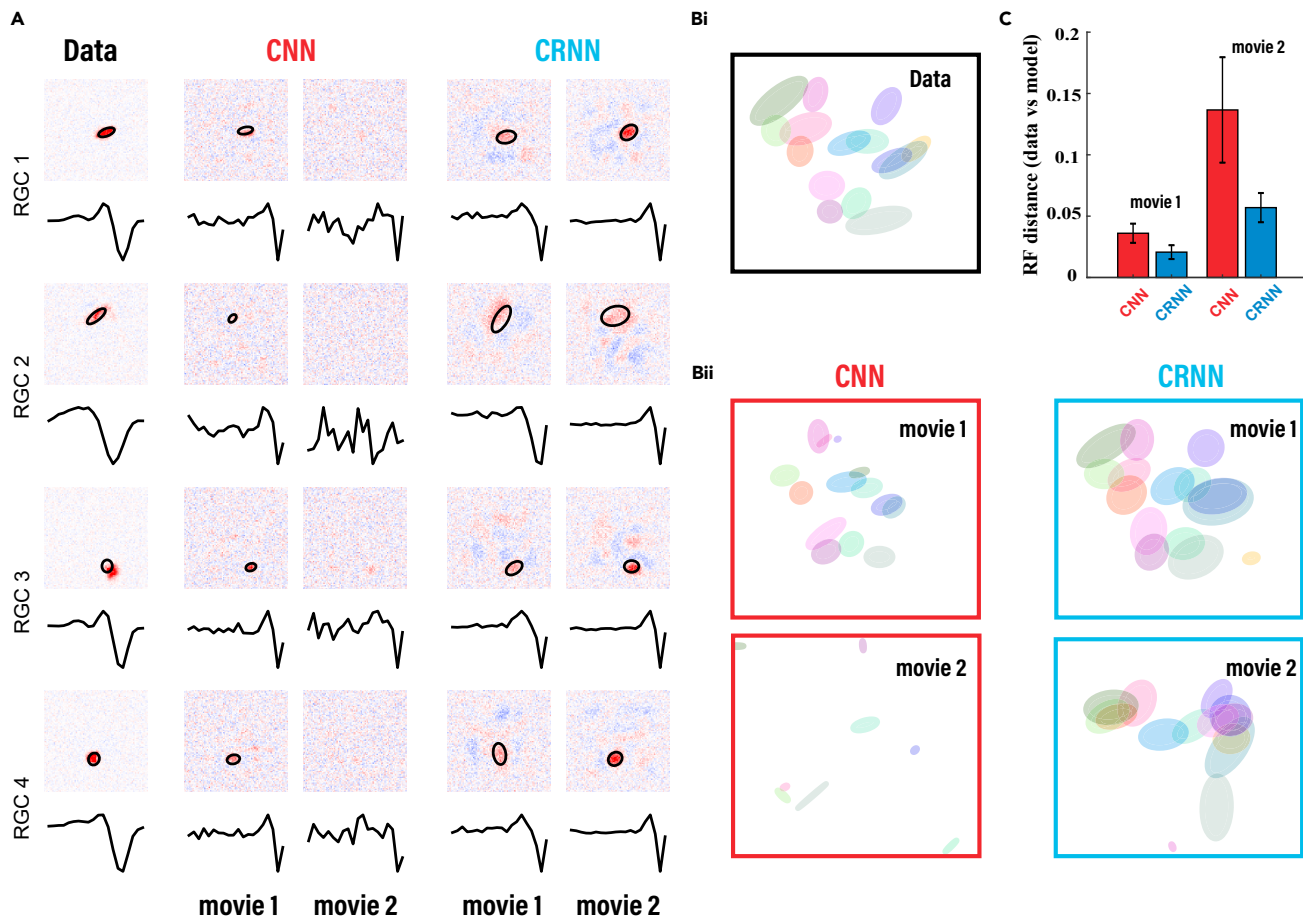 A
Data
CNN
CRNN
RGC 1
RGC 2
RGC 3
RGC 4
movie 1
movie 2
movie 1
movie 2
Bi
Data
C
RF distance (data vs model)
0.2
0.15
0.1
0.05
0
movie 1
movie 2
CNN
CRNN
CNN
CRNN
Bii
CNN
CRNN
movie 1
movie 1
movie 2
movie 2